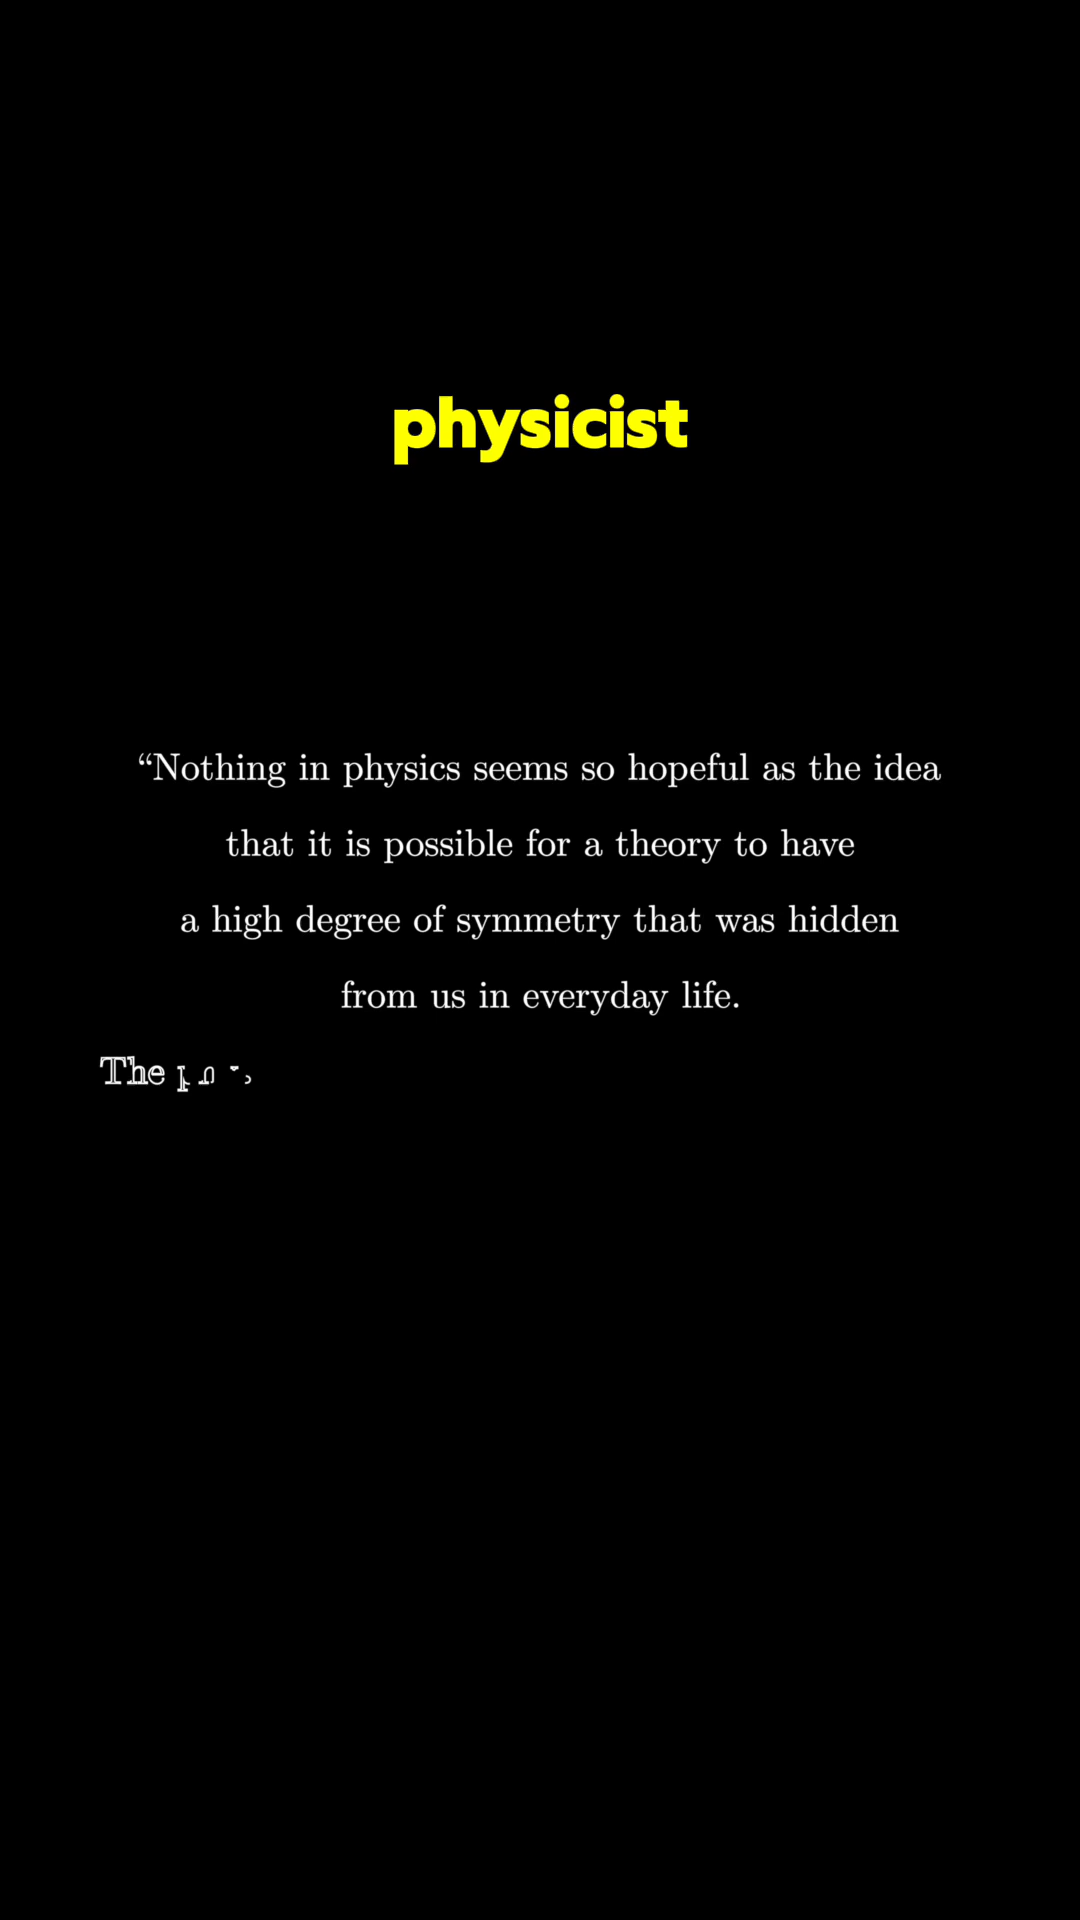 physicist
“Nothing in physics seems so hopeful as the idea
that it is possible for a theory to have
a high degree of symmetry that was hidden
from us in everyday life.
The